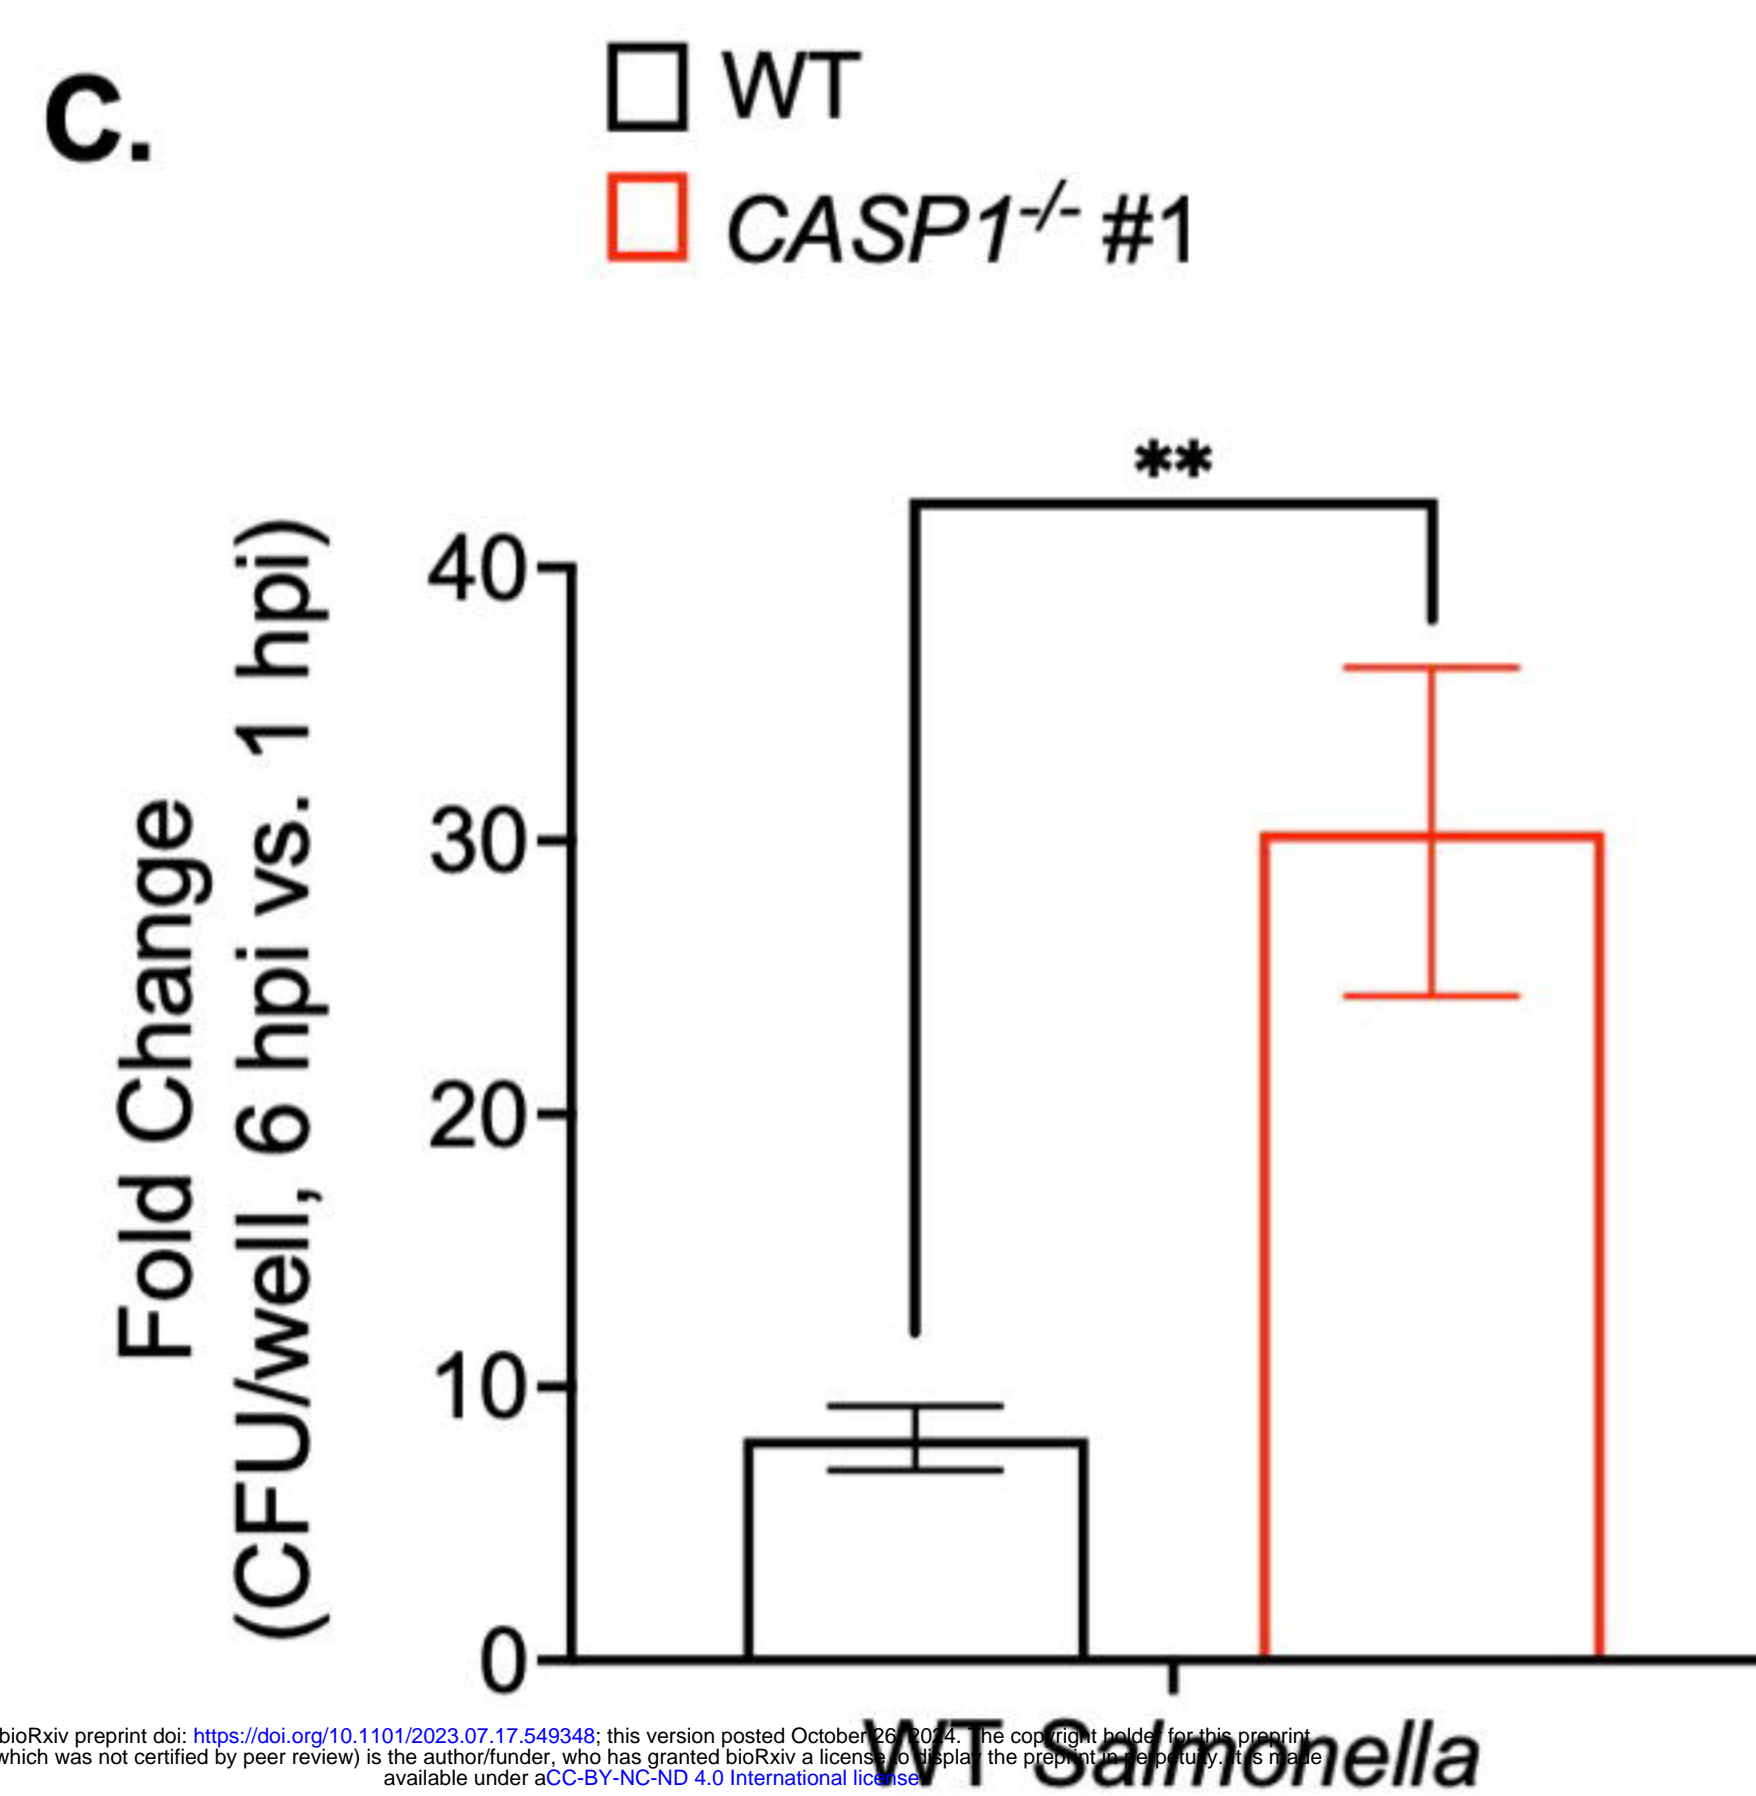 C.
WT
CASP1-/- #1
**
Fold Change
(CFU/well, 6 hpi vs. 1 hpi)
40
30
20
10
0
WT Salmonella
bioRxiv preprint doi: https://doi.org/10.1101/2023.07.17.549348; this version posted October 26, 2024. The copyright holder for this preprint
which was not certified by peer review) is the author/funder, who has granted bioRxiv a license to display the preprint in perpetuity. It is made
available under aCC-BY-NC-ND 4.0 International license.